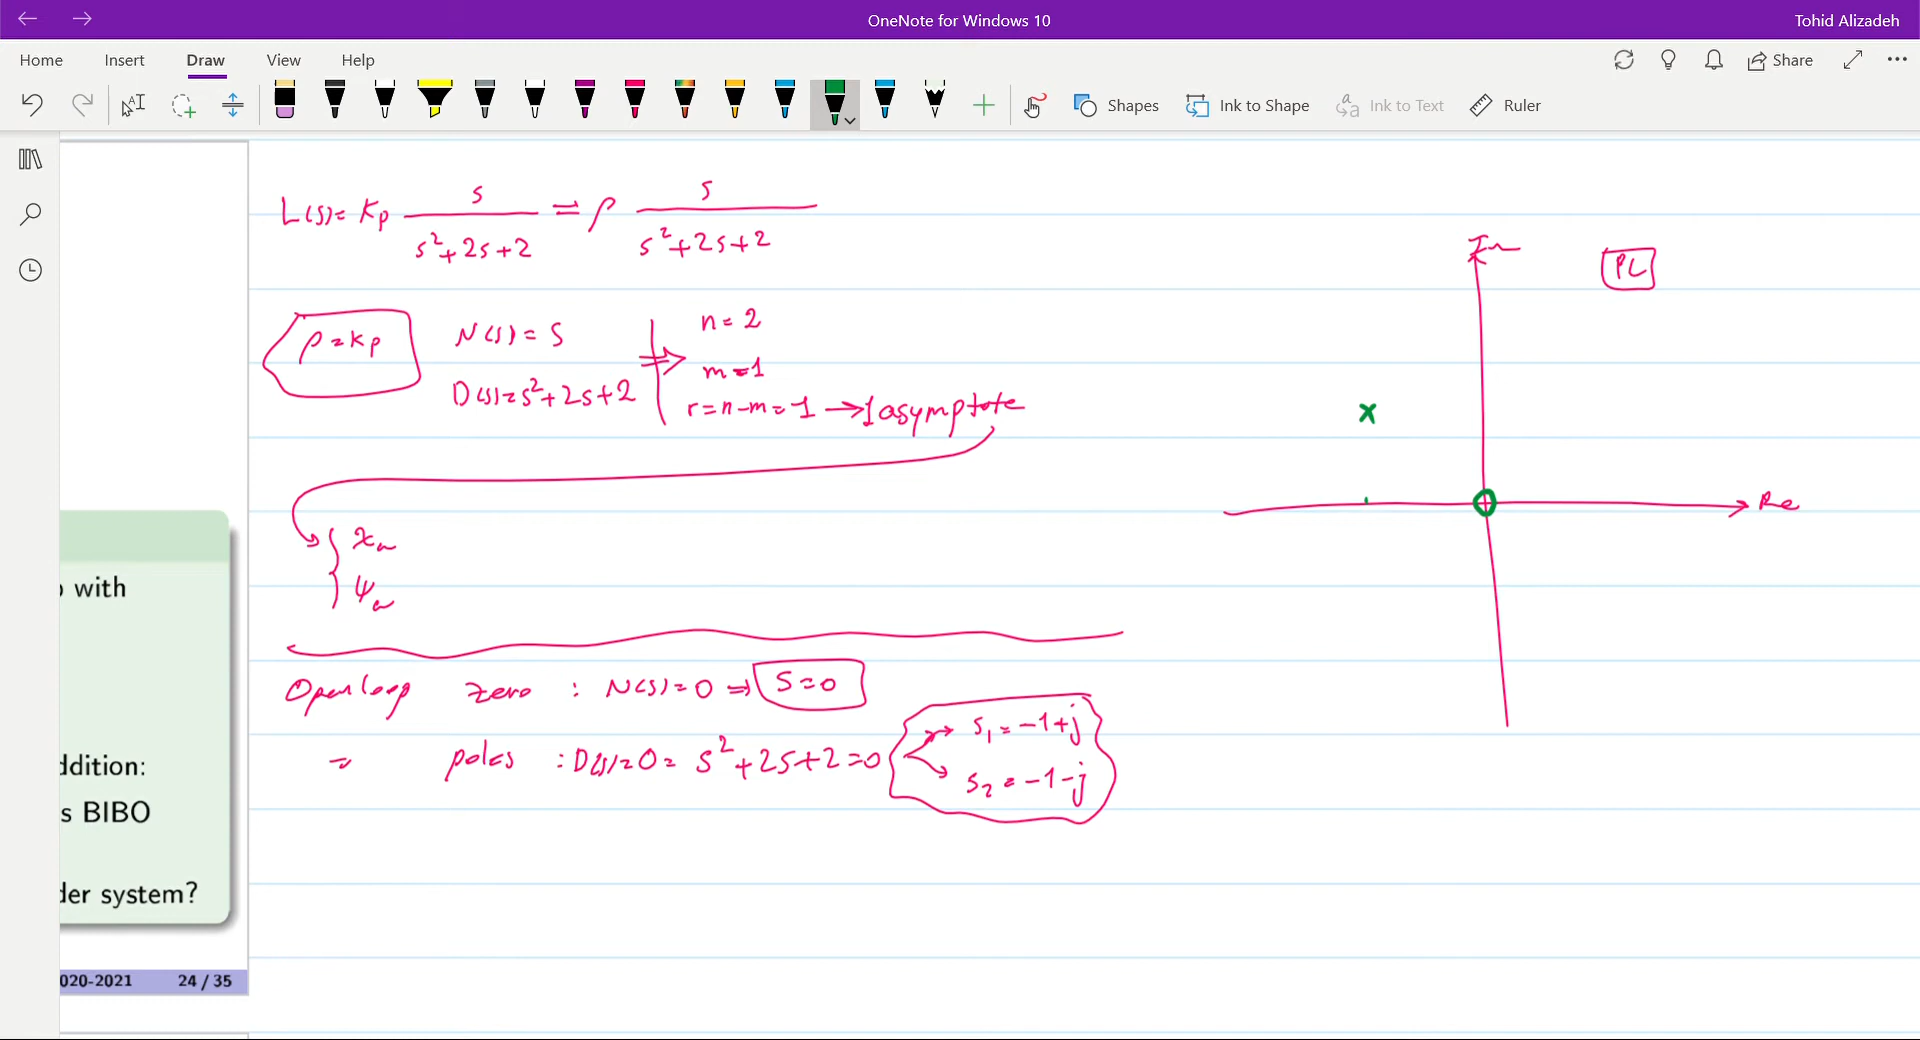 OneNote for Windows 10
Tohid Alizadeh
Home Insert Draw View Help
Share
Shapes Ink to Shape Ink to Text Ruler
L(s) = Kp s / (s² + 2s + 2) = ρ s / (s² + 2s + 2)
ρ = Kp
N(s) = s
D(s) = s² + 2s + 2
n = 2
m = 1
r = n - m = 1 → 1 asymptote
Ψa
Open loop zero : N(s) = 0 ⇒ s = 0
poles : D(s) = 0 = s² + 2s + 2 = 0
s₁ = -1 + j
s₂ = -1 - j
Im
Re
with
ddition:
s BIBO
der system?
020-2021 24 / 35